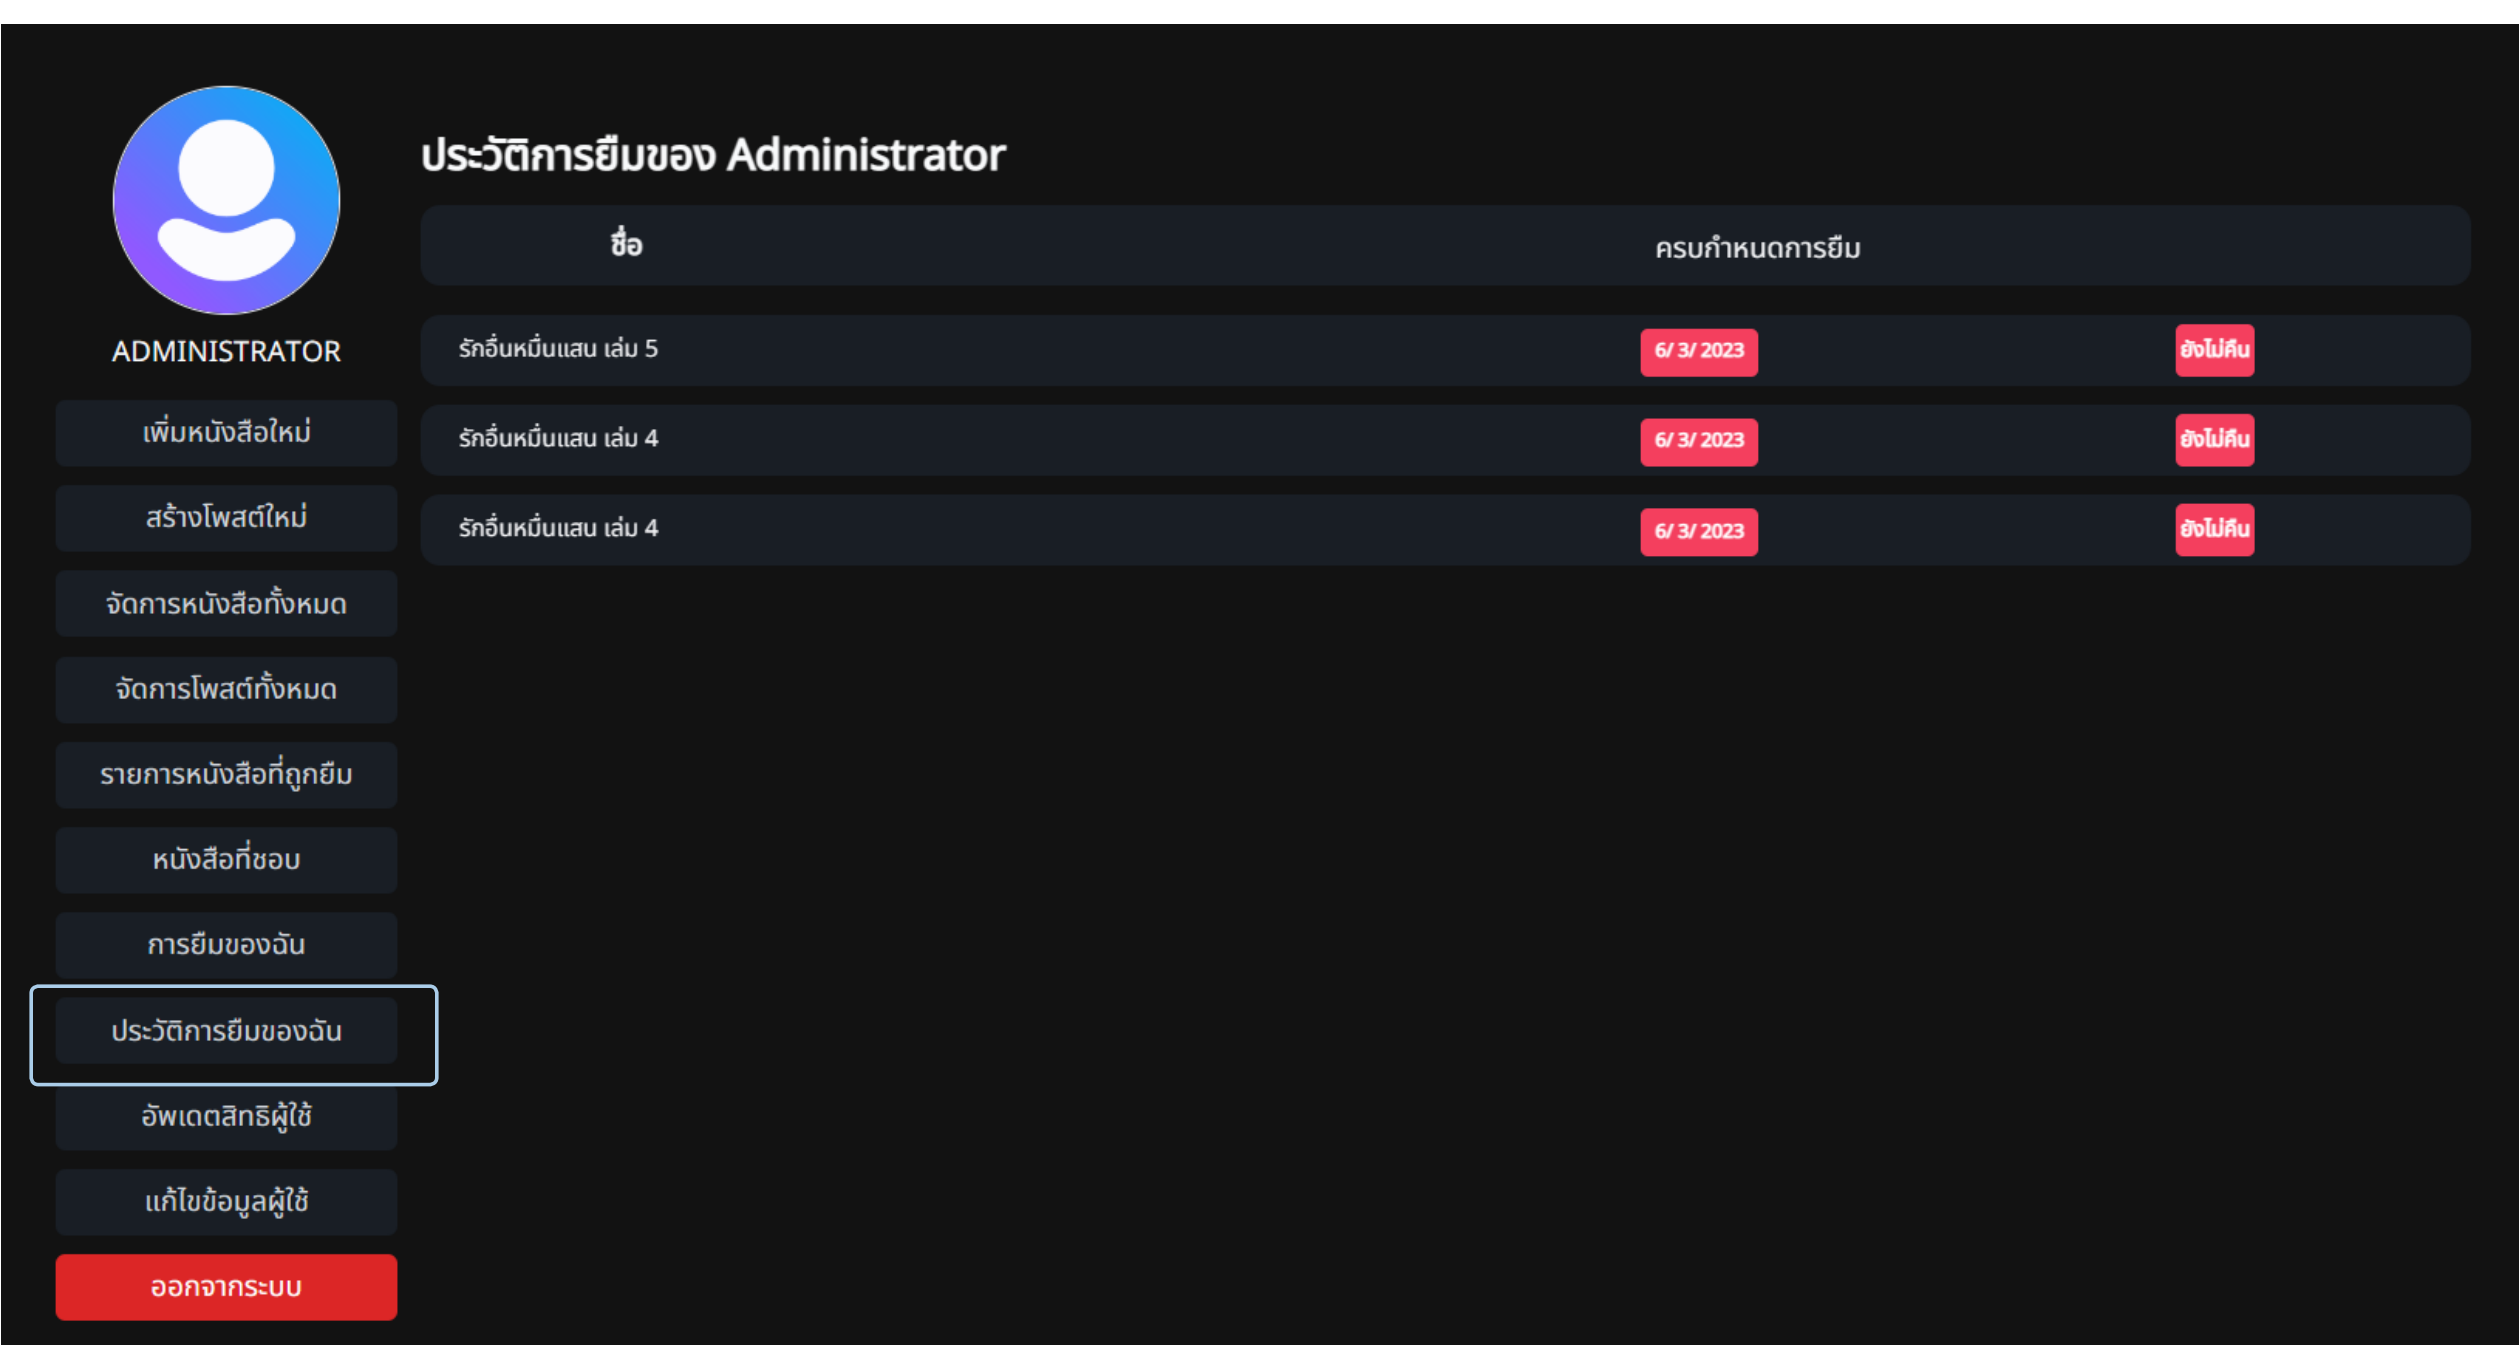 ADMINISTRATOR
เพิ่มหนังสือใหม่
สร้างโพสต์ใหม่
จัดการหนังสือทั้งหมด
จัดการโพสต์ทั้งหมด
รายการหนังสือที่ถูกยืม
หนังสือที่ชอบ
การยืมของฉัน
ประวัติการยืมของฉัน
อัพเดตสิทธิผู้ใช้
แก้ไขข้อมูลผู้ใช้
ออกจากระบบ
ประวัติการยืมของ Administrator
ชื่อ ครบกำหนดการยืม
รักอื่นหมื่นแสน เล่ม 5 6/ 3/ 2023 ยังไม่คืน
รักอื่นหมื่นแสน เล่ม 4 6/ 3/ 2023 ยังไม่คืน
รักอื่นหมื่นแสน เล่ม 4 6/ 3/ 2023 ยังไม่คืน